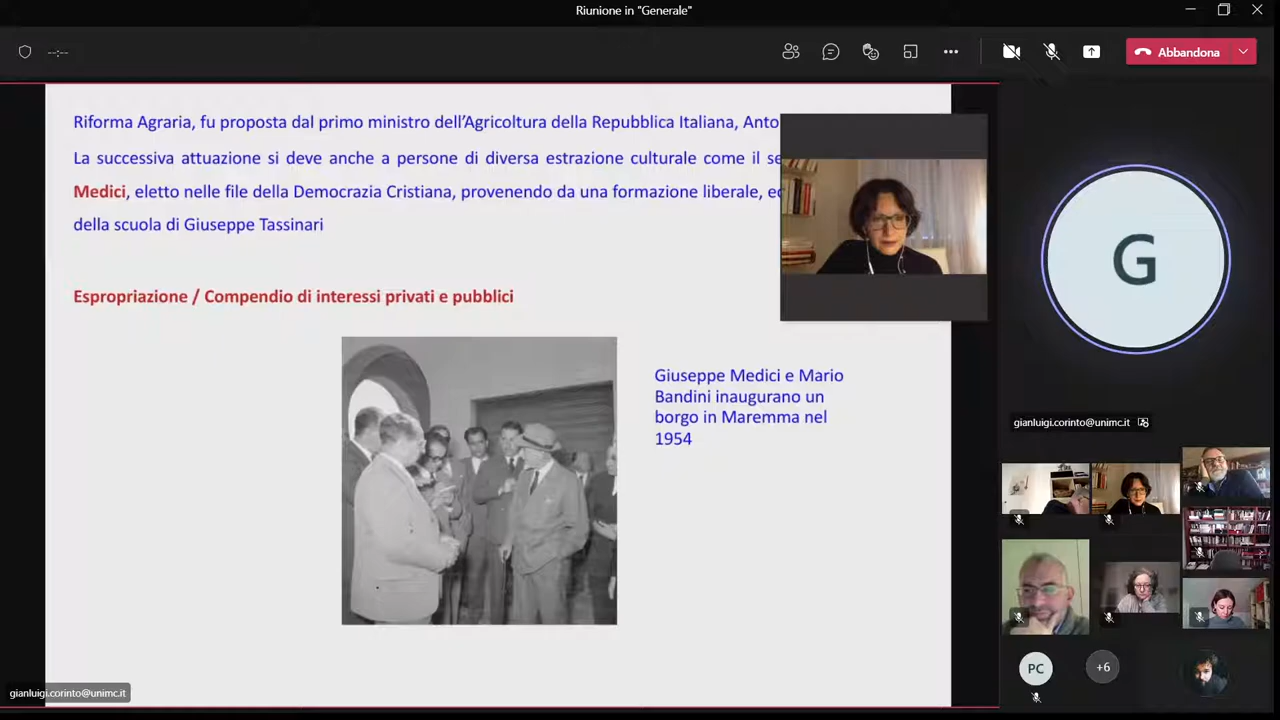 Riunione in "Generale"
--:--
Abbandona
Riforma Agraria, fu proposta dal primo ministro dell'Agricoltura della Repubblica Italiana, Anto
La successiva attuazione si deve anche a persone di diversa estrazione culturale come il se
Medici, eletto nelle file della Democrazia Cristiana, provenendo da una formazione liberale, ed
della scuola di Giuseppe Tassinari
Espropriazione / Compendio di interessi privati e pubblici
Giuseppe Medici e Mario
Bandini inaugurano un
borgo in Maremma nel
1954
G
gianluigi.corinto@unimc.it
PC
+6
gianluigi.corinto@unimc.it